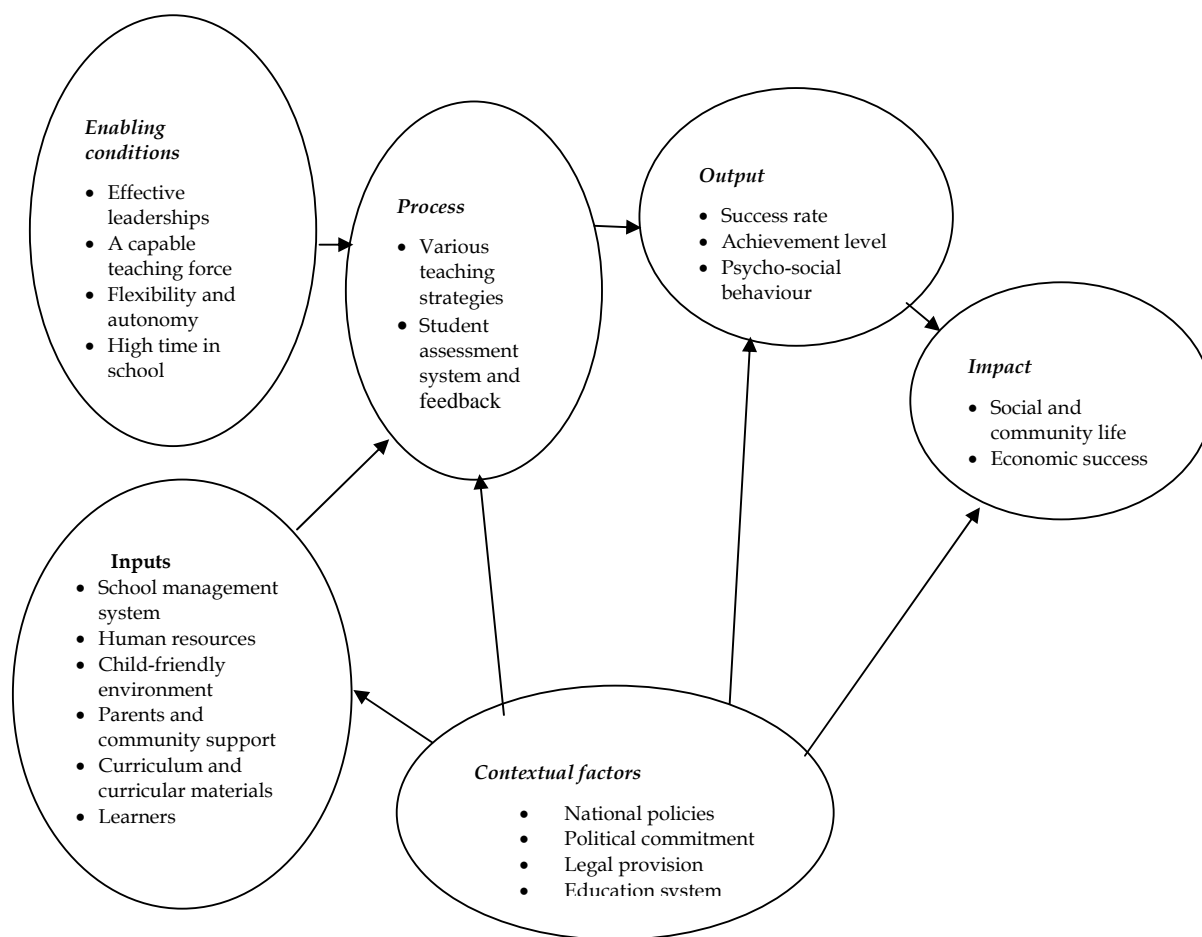 Enabling
conditions
• Effective
leaderships
• A capable
teaching force
• Flexibility and
autonomy
• High time in
school
Process
• Various
teaching
strategies
• Student
assessment
system and
feedback
Output
• Success rate
• Achievement level
• Psycho-social
behaviour
Impact
• Social and
community life
• Economic success
Inputs
• School management
system
• Human resources
• Child-friendly
environment
• Parents and
community support
• Curriculum and
curricular materials
• Learners
Contextual factors
• National policies
• Political commitment
• Legal provision
• Education system